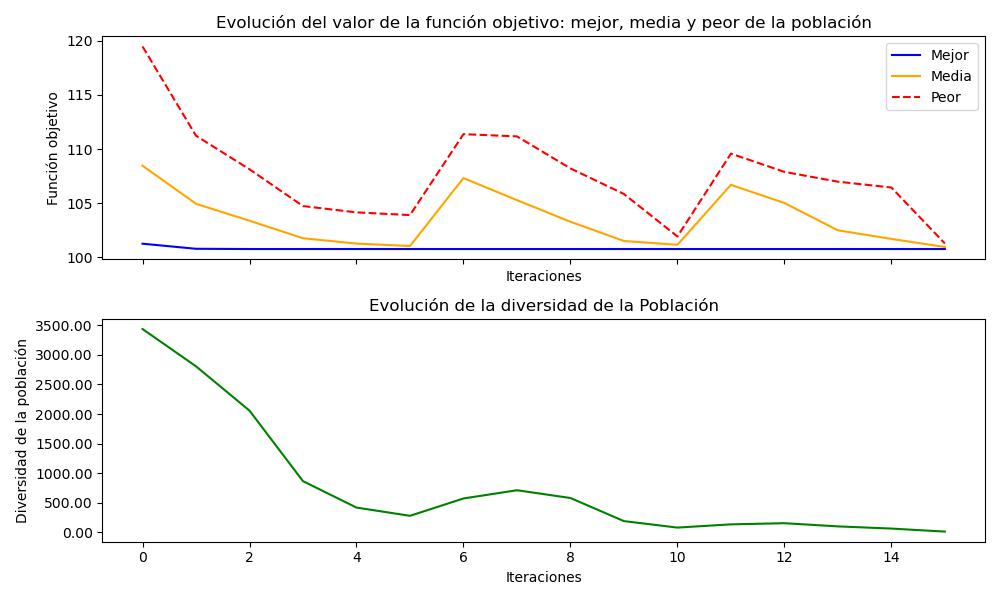 Evolución del valor de la función objetivo: mejor, media y peor de la población
120
115
110
105
100
Función objetivo
Mejor
Media
Peor
Iteraciones
Evolución de la diversidad de la Población
3500.00
3000.00
2500.00
2000.00
1500.00
1000.00
500.00
0.00
Diversidad de la población
0 2 4 6 8 10 12 14
Iteraciones